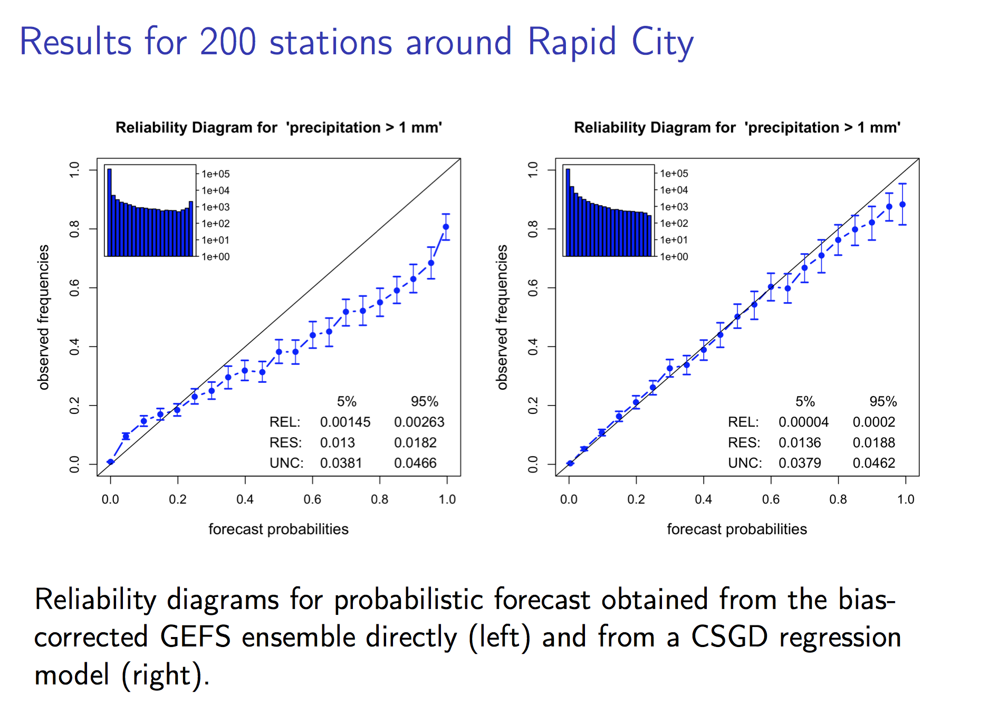 Results for 200 stations around Rapid City
Reliability Diagram for 'precipitation > 1 mm'
1e+05
1e+04
1e+03
1e+02
1e+01
1e+00
observed frequencies
1.0
0.8
0.6
0.4
0.2
0.0
5% 95%
REL: 0.00145 0.00263
RES: 0.013 0.0182
UNC: 0.0381 0.0466
0.0 0.2 0.4 0.6 0.8 1.0
forecast probabilities
Reliability Diagram for 'precipitation > 1 mm'
1e+05
1e+04
1e+03
1e+02
1e+01
1e+00
observed frequencies
1.0
0.8
0.6
0.4
0.2
0.0
5% 95%
REL: 0.00004 0.0002
RES: 0.0136 0.0188
UNC: 0.0379 0.0462
0.0 0.2 0.4 0.6 0.8 1.0
forecast probabilities
Reliability diagrams for probabilistic forecast obtained from the bias-
corrected GEFS ensemble directly (left) and from a CSGD regression
model (right).